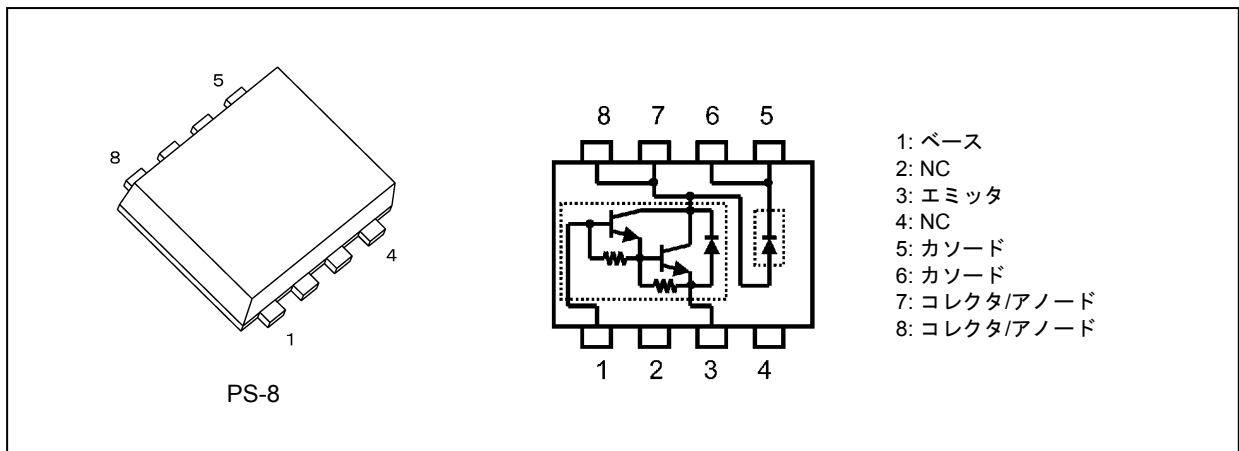 5
8
4
1
PS-8
8 7 6 5
1 2 3 4
1: ベース
2: NC
3: エミッタ
4: NC
5: カソード
6: カソード
7: コレクタ/アノード
8: コレクタ/アノード